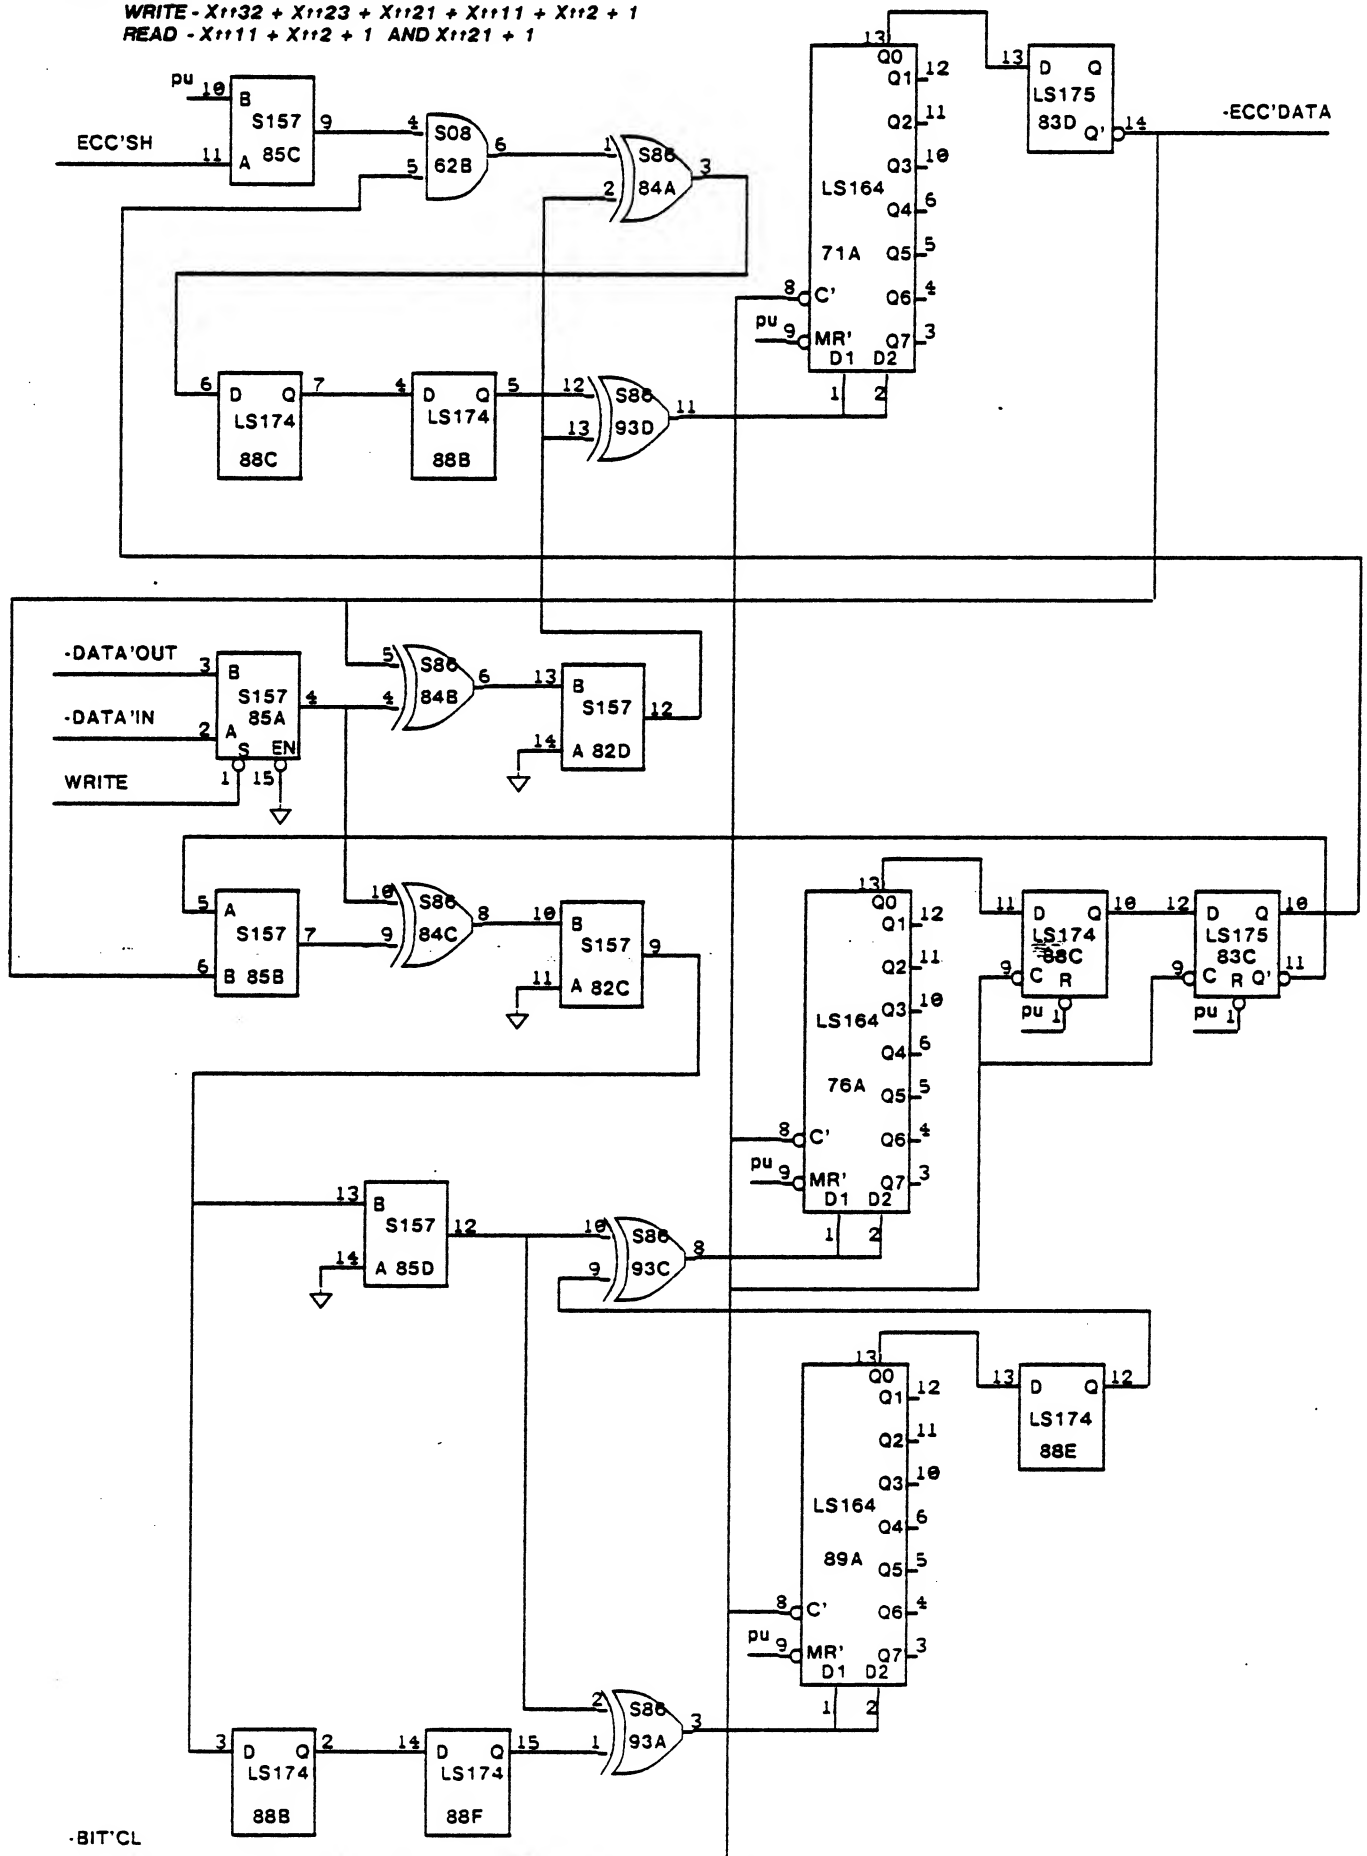 WRITE - X↑↑32 + X↑↑23 + X↑↑21 + X↑↑11 + X↑↑2 + 1
READ - X↑↑11 + X↑↑2 + 1 AND X↑↑21 + 1
pu 10 B
S157 9
ECC'SH 11 A 85C
4 S08 6
5 62B
1 S86 3
2 84A
13 Q0
Q1 12
Q2 11
Q3 10
LS164
Q4 6
71A Q5 5
8 C' Q6 4
pu 9 MR' Q7 3
D1 D2
1 2
13 D Q
LS175
83D Q' 14
-ECC'DATA
6 D Q 7
LS174
88C
4 D Q 5
LS174
88B
12 S86 11
13 93D
-DATA'OUT 3 B
S157 4
-DATA'IN 2 A 85A
S EN
WRITE 1 15
5 S86 6
4 84B
13 B
S157 12
14 A 82D
5 A
S157 7
6 B 85B
10 S86 8
9 84C
10 B 9
S157
11 A 82C
13 Q0
Q1 12
Q2 11
Q3 10
LS164
Q4 6
76A Q5 5
8 C' Q6 4
pu 9 MR' Q7 3
D1 D2
1 2
11 D Q 10
LS174
88C
9 C R
pu 1
12 D Q 10
LS175
83C
9 C R Q' 11
pu 1
13 B
S157 12
14 A 85D
10 S86 8
9 93C
13 Q0
Q1 12
Q2 11
Q3 10
LS164
Q4 6
89A Q5 5
8 C' Q6 4
pu 9 MR' Q7 3
D1 D2
1 2
13 D Q 12
LS174
88E
3 D Q 2
LS174
88B
14 D Q 15
LS174
88F
2 S86 3
1 93A
-BIT'CL